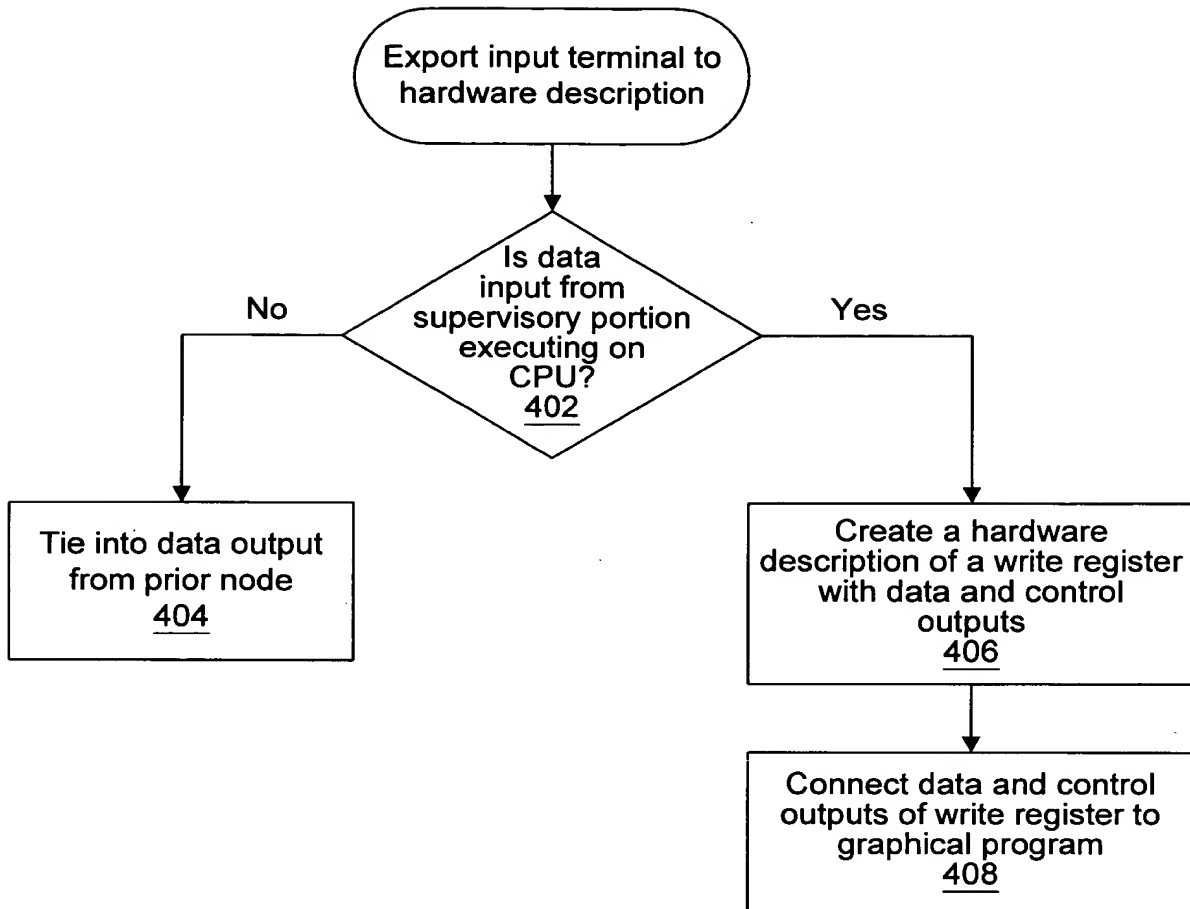 Export input terminal to
hardware description
Is data
input from
supervisory portion
executing on
CPU?
402
No
Yes
Tie into data output
from prior node
404
Create a hardware
description of a write register
with data and control
outputs
406
Connect data and control
outputs of write register to
graphical program
408